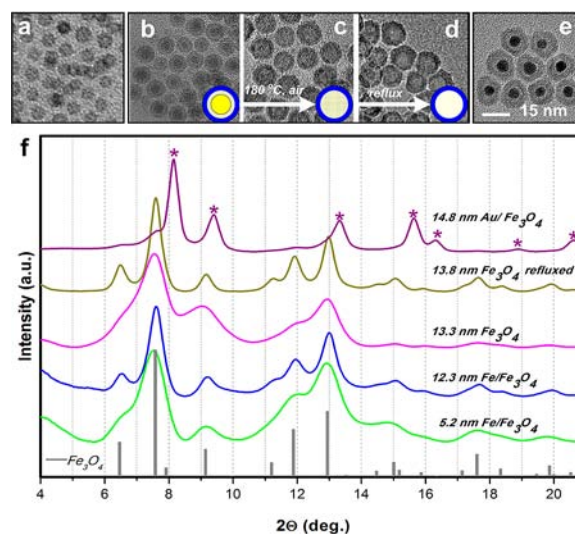 a b c d e
180 °C, air reflux
15 nm
f
14.8 nm Au/ Fe3O4
13.8 nm Fe3O4 refluxed
13.3 nm Fe3O4
12.3 nm Fe/Fe3O4
5.2 nm Fe/Fe3O4
Fe3O4
Intensity (a.u.)
4 6 8 10 12 14 16 18 20
2Θ (deg.)